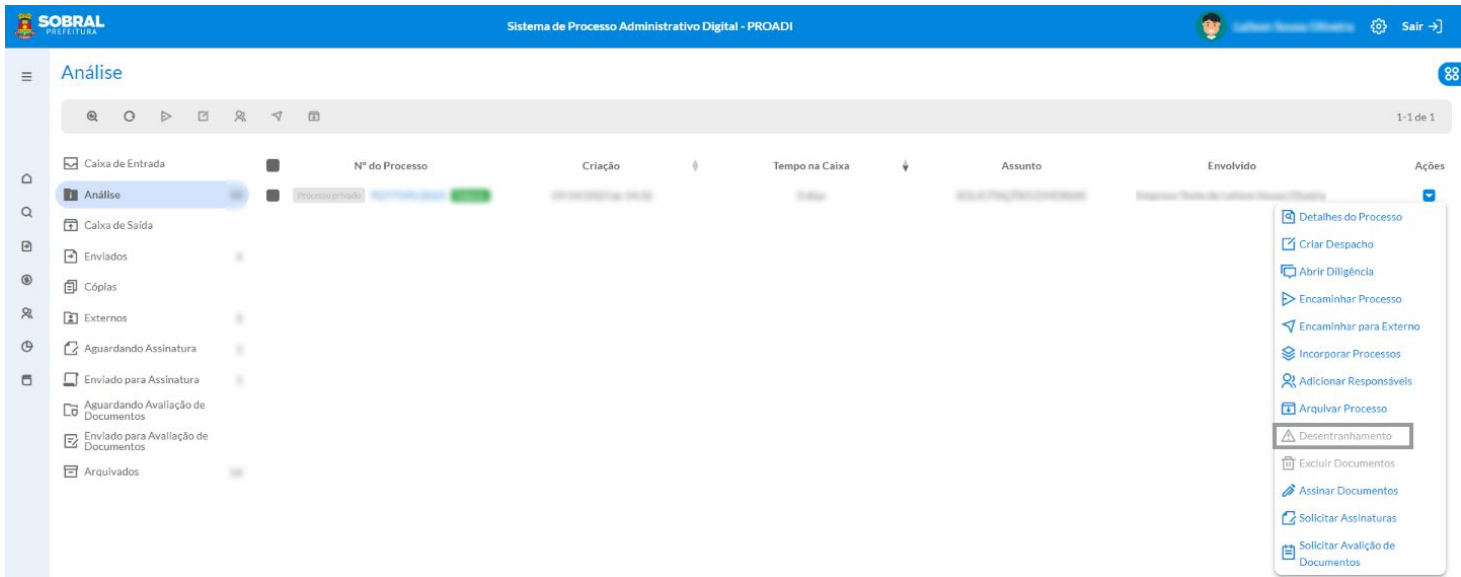 SOBRAL
PREFEITURA
Sistema de Processo Administrativo Digital - PROADI
Sair
Análise
1-1 de 1
Caixa de Entrada
Nº do Processo
Criação
Tempo na Caixa
Assunto
Envolvido
Ações
Análise
Processo privado
Caixa de Saída
Enviados
Cópias
Externos
Aguardando Assinatura
Enviado para Assinatura
Aguardando Avaliação de
Documentos
Enviado para Avaliação de
Documentos
Arquivados
Detalhes do Processo
Criar Despacho
Abrir Diligência
Encaminhar Processo
Encaminhar para Externo
Incorporar Processos
Adicionar Responsáveis
Arquivar Processo
Desentranhamento
Excluir Documentos
Assinar Documentos
Solicitar Assinaturas
Solicitar Avalição de
Documentos